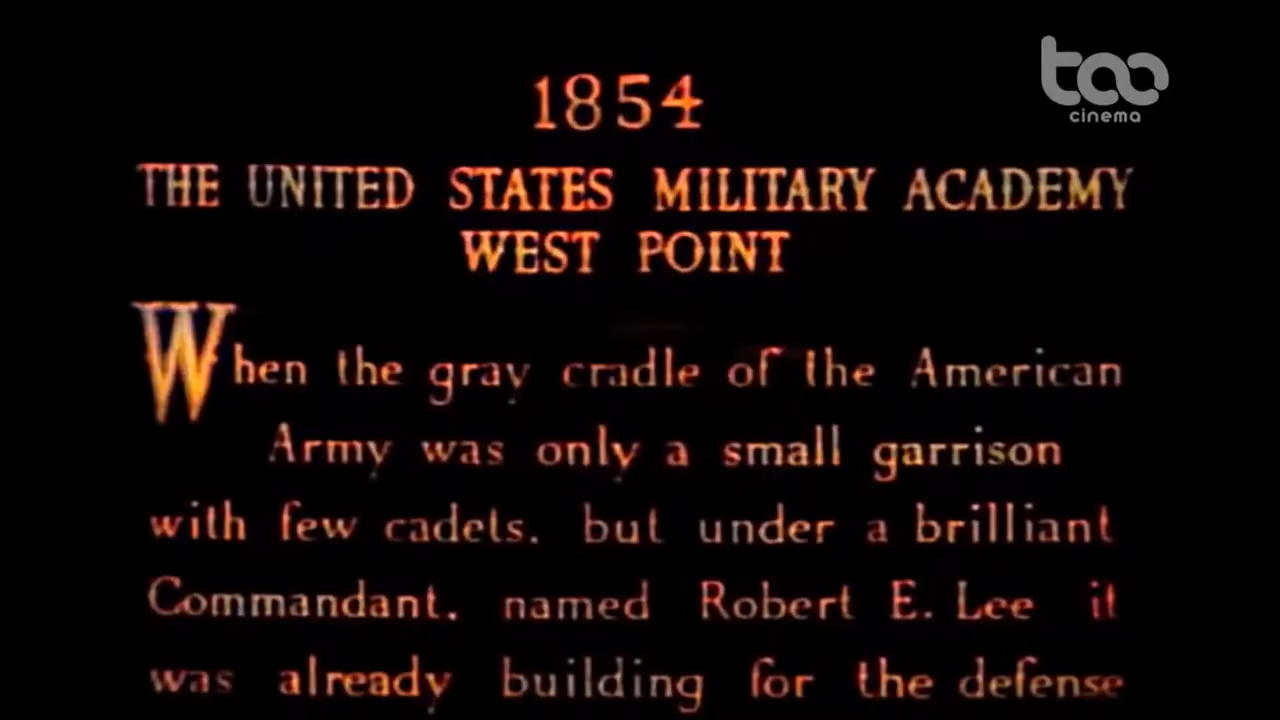 too
cinema
1854
THE UNITED STATES MILITARY ACADEMY
WEST POINT
When the gray cradle of the American
Army was only a small garrison
with few cadets, but under a brilliant
Commandant, named Robert E. Lee it
was already building for the defense